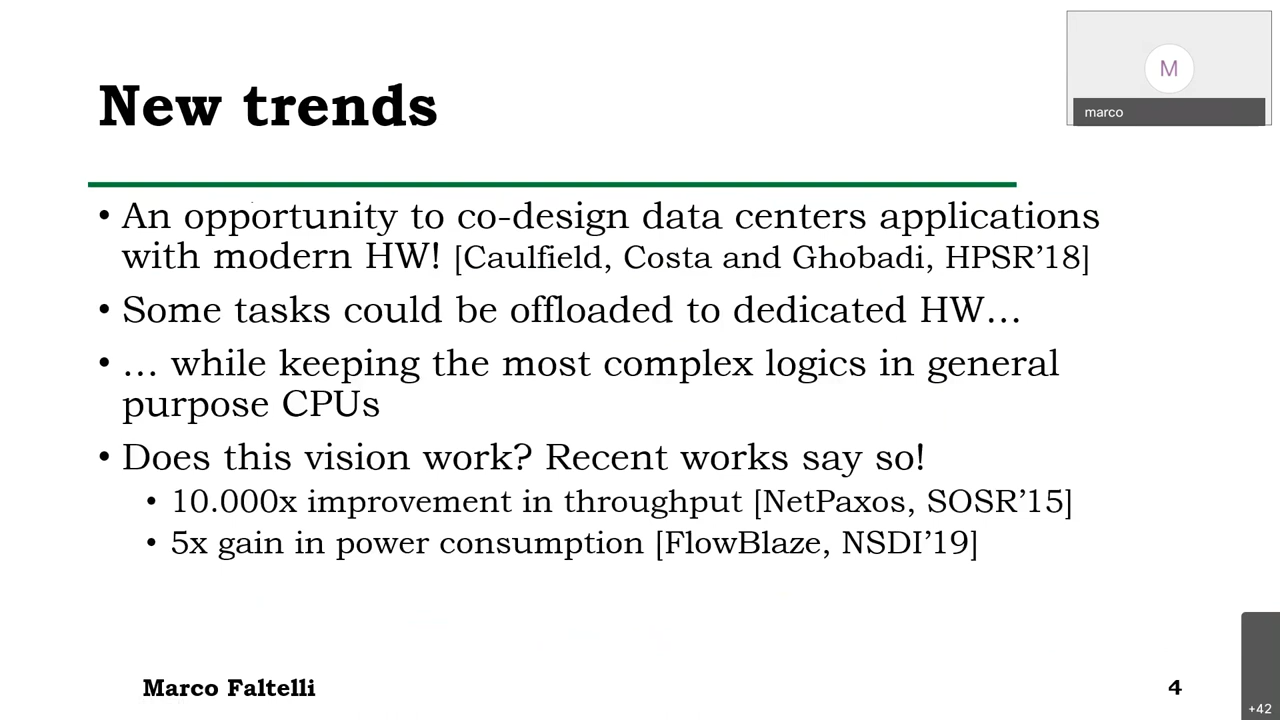 New trends
M
marco
• An opportunity to co-design data centers applications
with modern HW! [Caulfield, Costa and Ghobadi, HPSR’18]
• Some tasks could be offloaded to dedicated HW…
• … while keeping the most complex logics in general
purpose CPUs
• Does this vision work? Recent works say so!
• 10.000x improvement in throughput [NetPaxos, SOSR’15]
• 5x gain in power consumption [FlowBlaze, NSDI’19]
Marco Faltelli
4
+42